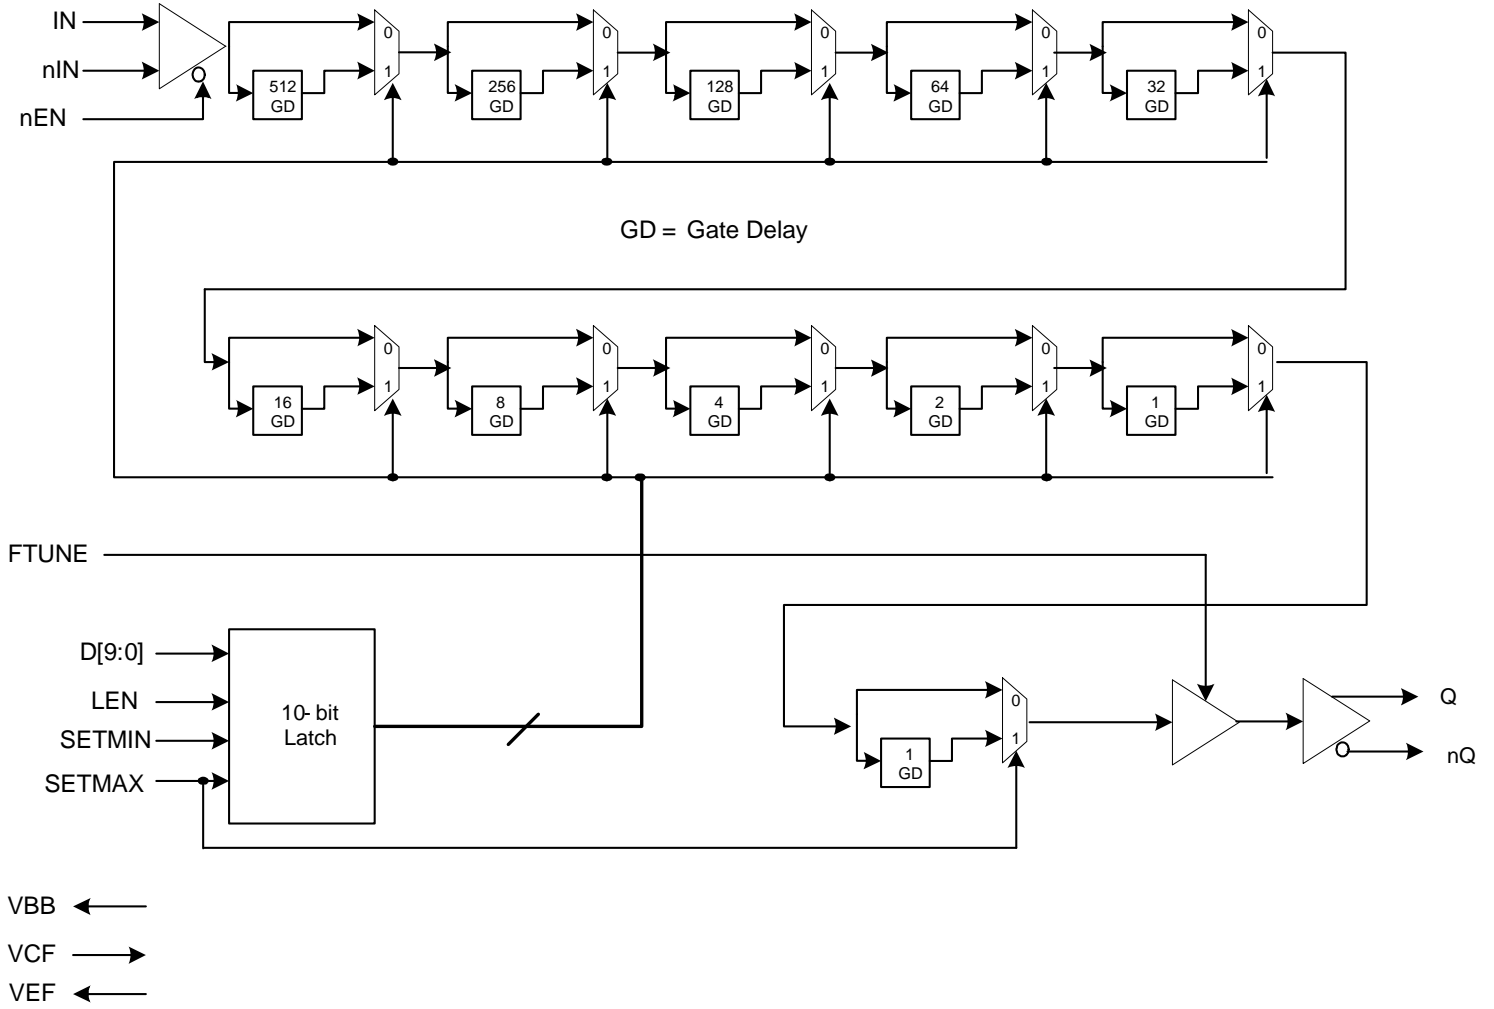 IN
nIN
nEN
512
GD
0
1
256
GD
0
1
128
GD
0
1
64
GD
0
1
32
GD
0
1
GD = Gate Delay
16
GD
0
1
8
GD
0
1
4
GD
0
1
2
GD
0
1
1
GD
0
1
FTUNE
D[9:0]
LEN
SETMIN
SETMAX
10- bit
Latch
1
GD
0
1
Q
nQ
VBB
VCF
VEF